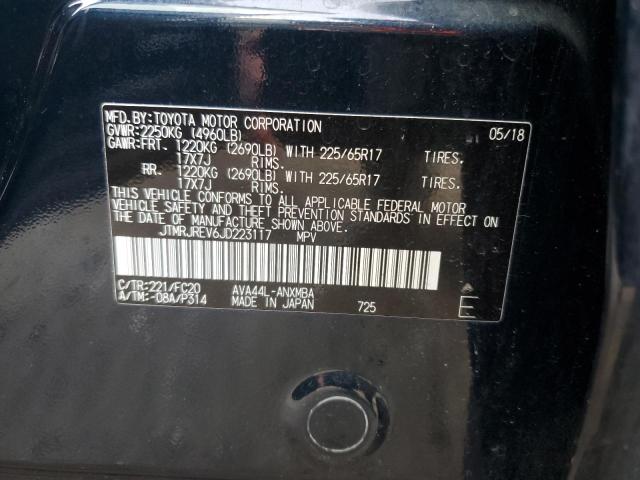 MFD.BY:TOYOTA MOTOR CORPORATION 05/18
GVWR:2250KG (4960LB)
GAWR:FRT. 1220KG (2690LB) WITH 225/65R17 TIRES.
17X7J RIMS.
RR. 1220KG (2690LB) WITH 225/65R17 TIRES.
17X7J RIMS.
THIS VEHICLE CONFORMS TO ALL APPLICABLE FEDERAL MOTOR
VEHICLE SAFETY AND THEFT PREVENTION STANDARDS IN EFFECT ON
THE DATE OF MANUFACTURE SHOWN ABOVE.
JTMRJREV6JD223117 MPV
C/TR:221/FC20 AVA44L-ANXMBA
A/TM:-08A/P314 MADE IN JAPAN 725 E